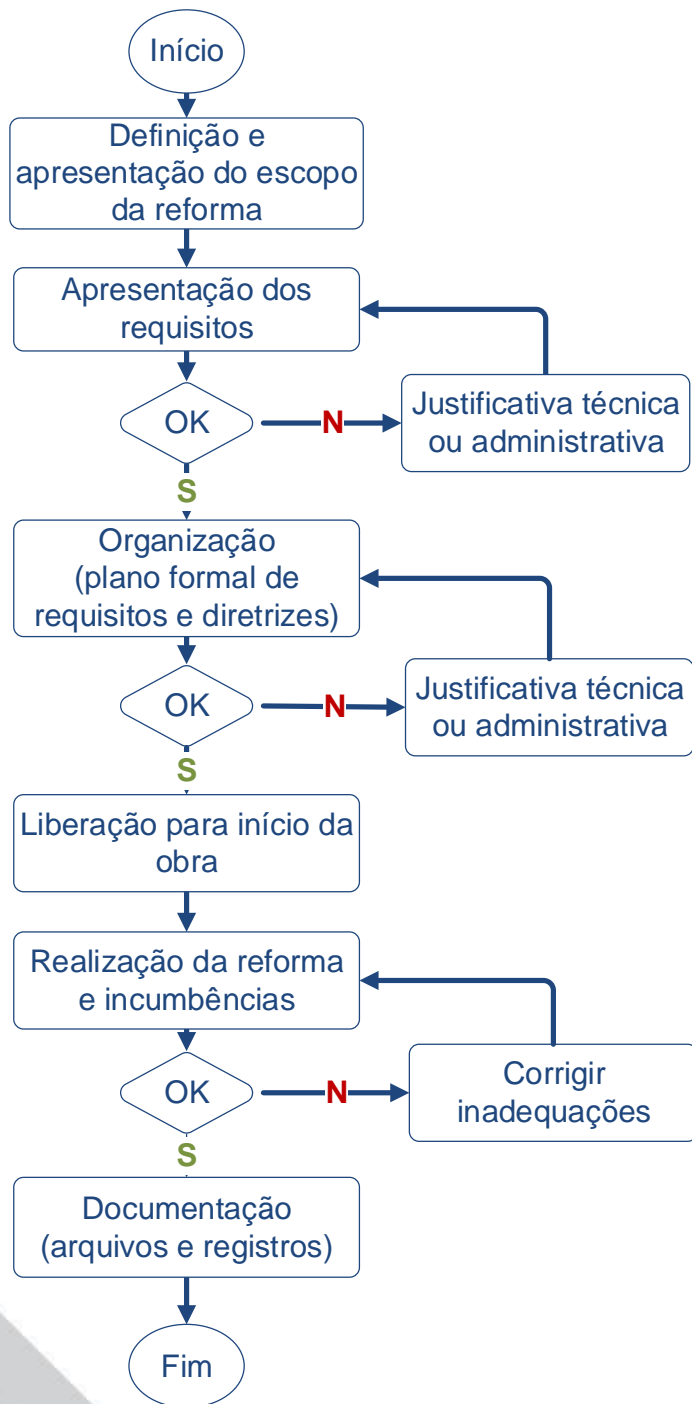 Início
Definição e
apresentação do escopo
da reforma
Apresentação dos
requisitos
OK
N
Justificativa técnica
ou administrativa
S
Organização
(plano formal de
requisitos e diretrizes)
OK
N
Justificativa técnica
ou administrativa
S
Liberação para início da
obra
Realização da reforma
e incumbências
OK
N
Corrigir
inadequações
S
Documentação
(arquivos e registros)
Fim